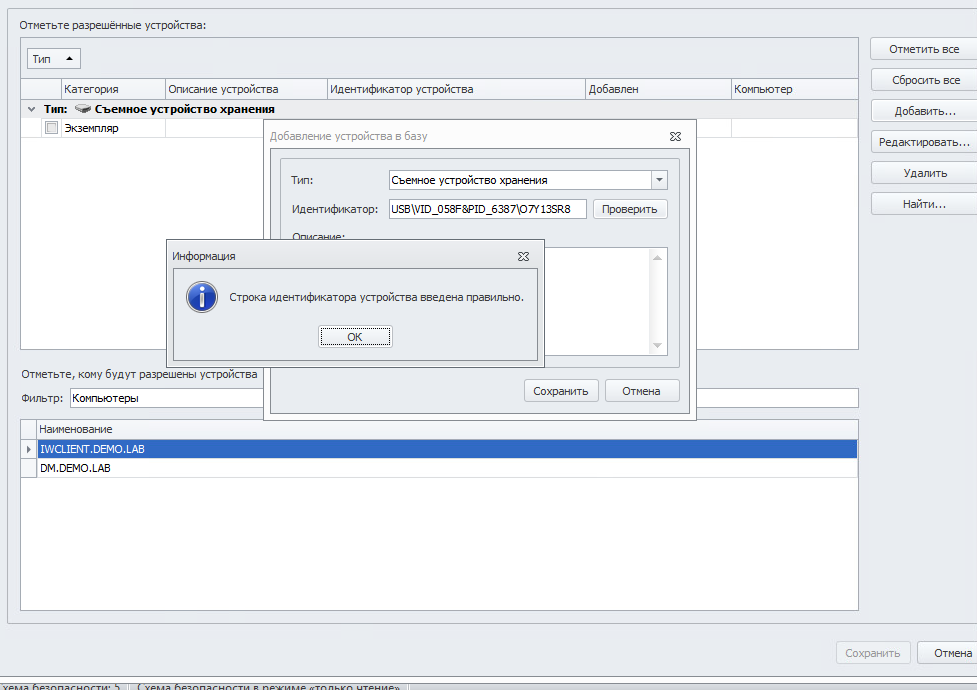 Отметьте разрешённые устройства:
Тип
Отметить все
Сбросить все
Добавить...
Редактировать...
Удалить
Найти...
Категория Описание устройства Идентификатор устройства Добавлен Компьютер
Тип: Съемное устройство хранения
Экземпляр
Добавление устройства в базу
Тип: Съемное устройство хранения
Идентификатор: USB\VID_058F&PID_6387\O7Y13SR8 Проверить
Описание:
Информация
Строка идентификатора устройства введена правильно.
OK
Сохранить Отмена
Отметьте, кому будут разрешены устройства
Фильтр: Компьютеры
Наименование
IWCLIENT.DEMO.LAB
DM.DEMO.LAB
Сохранить Отмена
хема безопасности: 5 Схема безопасности в режиме «только чтение»